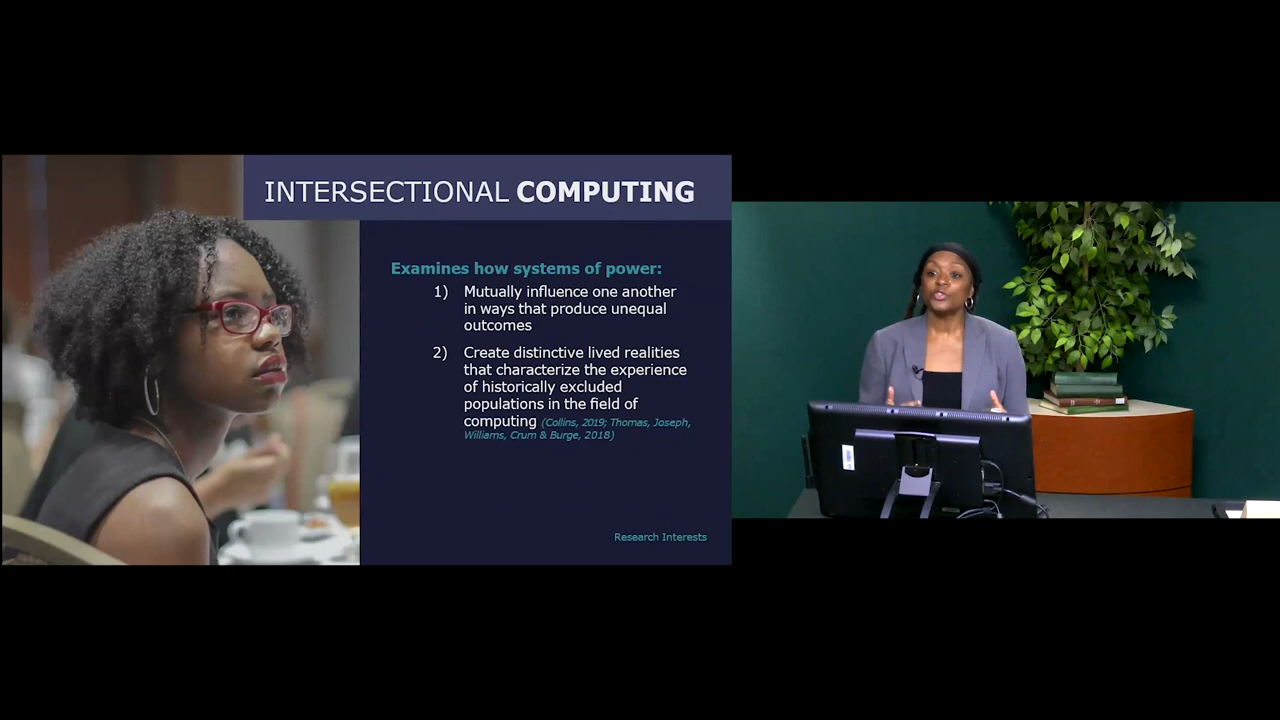 INTERSECTIONAL COMPUTING
Examines how systems of power:
1) Mutually influence one another
in ways that produce unequal
outcomes
2) Create distinctive lived realities
that characterize the experience
of historically excluded
populations in the field of
computing (Collins, 2019; Thomas, Joseph,
Williams, Crum & Burge, 2018)
Research Interests